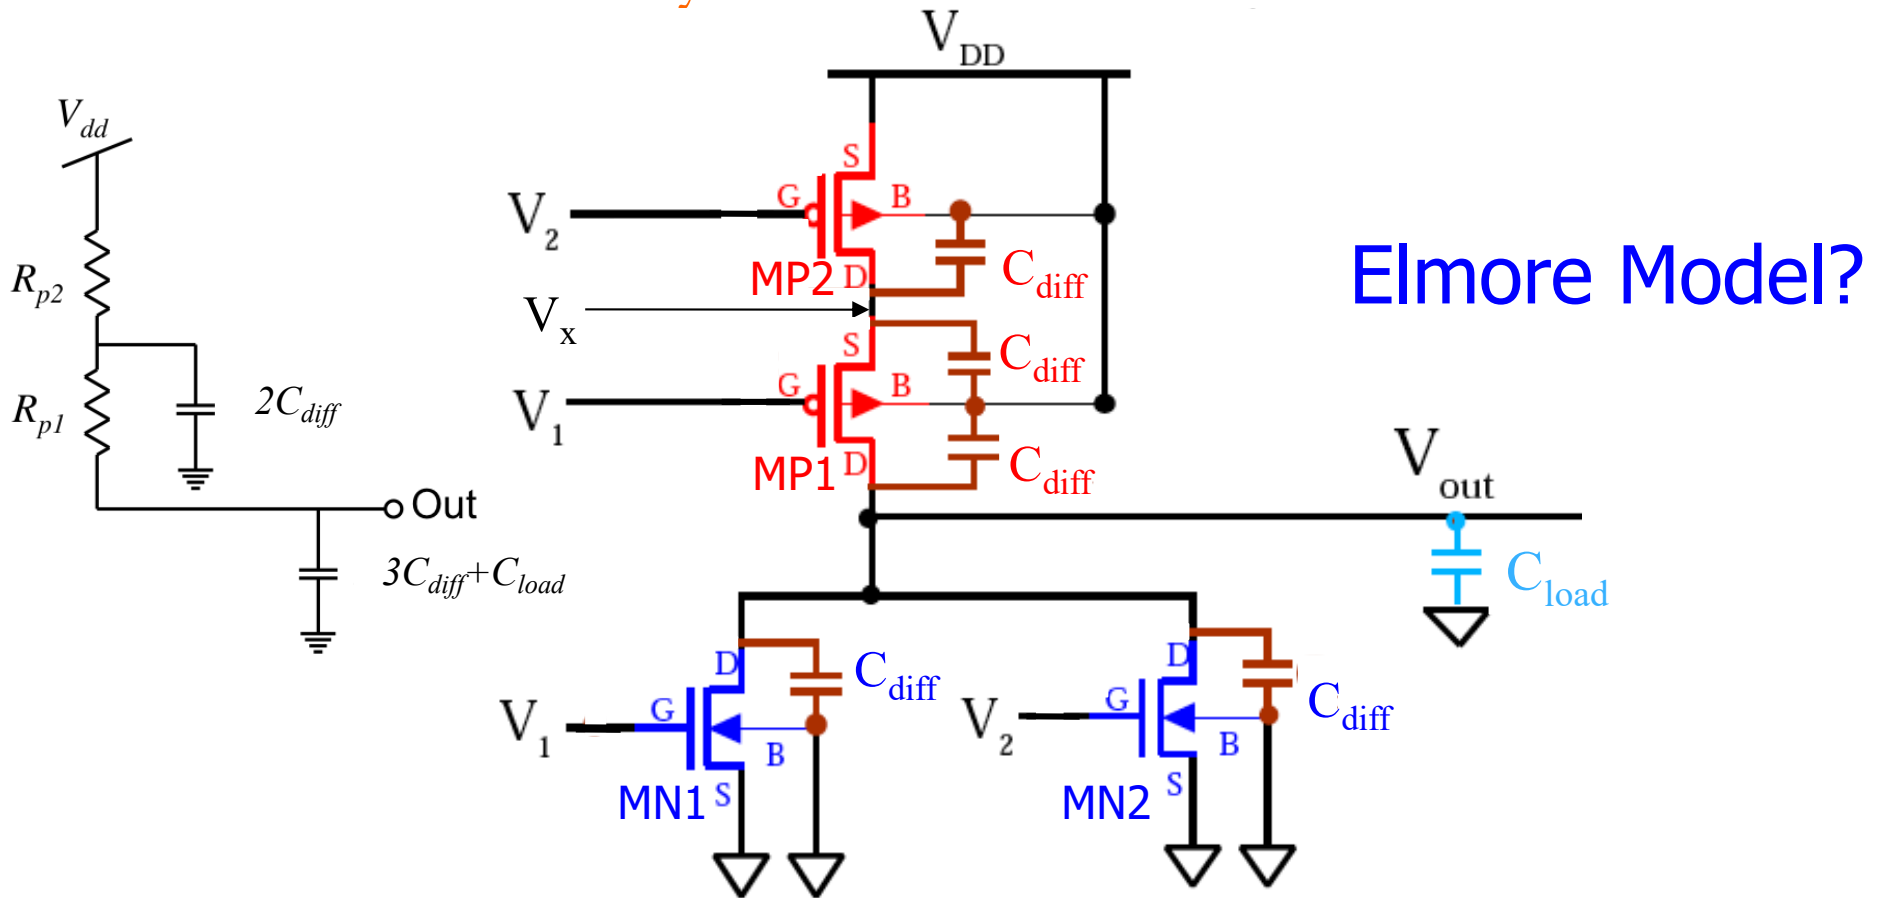 V_DD
V_dd
S
G
B
V_2
R_p2
MP2
D
C_diff
Elmore Model?
V_x
S
C_diff
G
B
R_p1
2C_diff
V_1
MP1
D
C_diff
V_out
Out
3C_diff+C_load
C_load
D
C_diff
D
C_diff
V_1
G
B
V_2
G
B
MN1
S
MN2
S